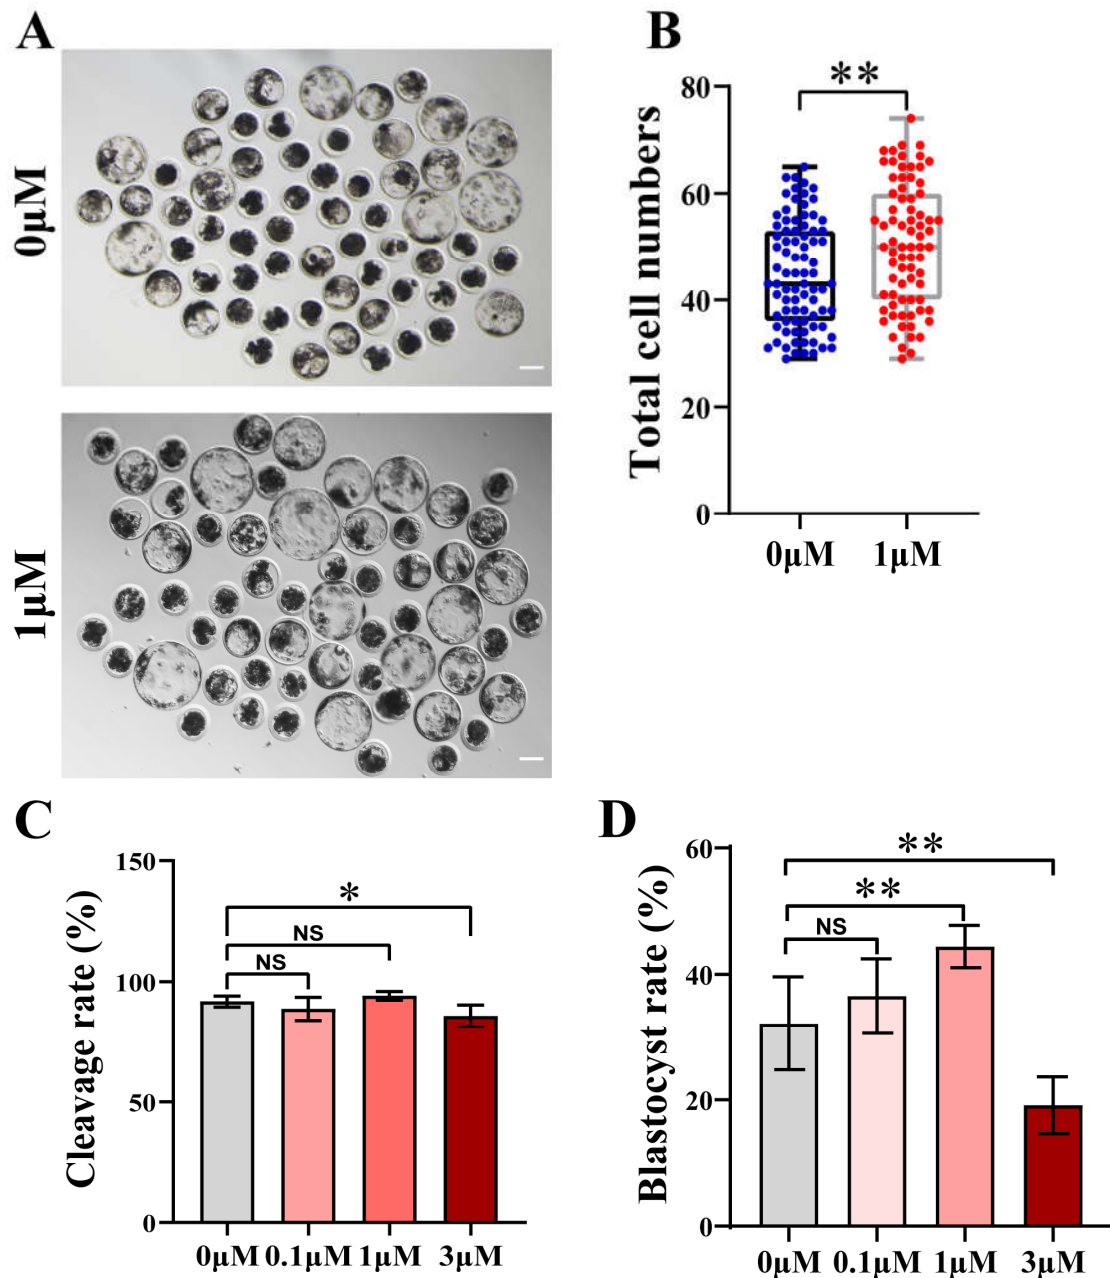 A
0μM
1μM
B
**
Total cell numbers
80
60
40
20
0
0μM 1μM
C
Cleavage rate (%)
150
100
50
0
*
NS
NS
0μM 0.1μM 1μM 3μM
D
Blastocyst rate (%)
60
40
20
0
**
**
NS
0μM 0.1μM 1μM 3μM